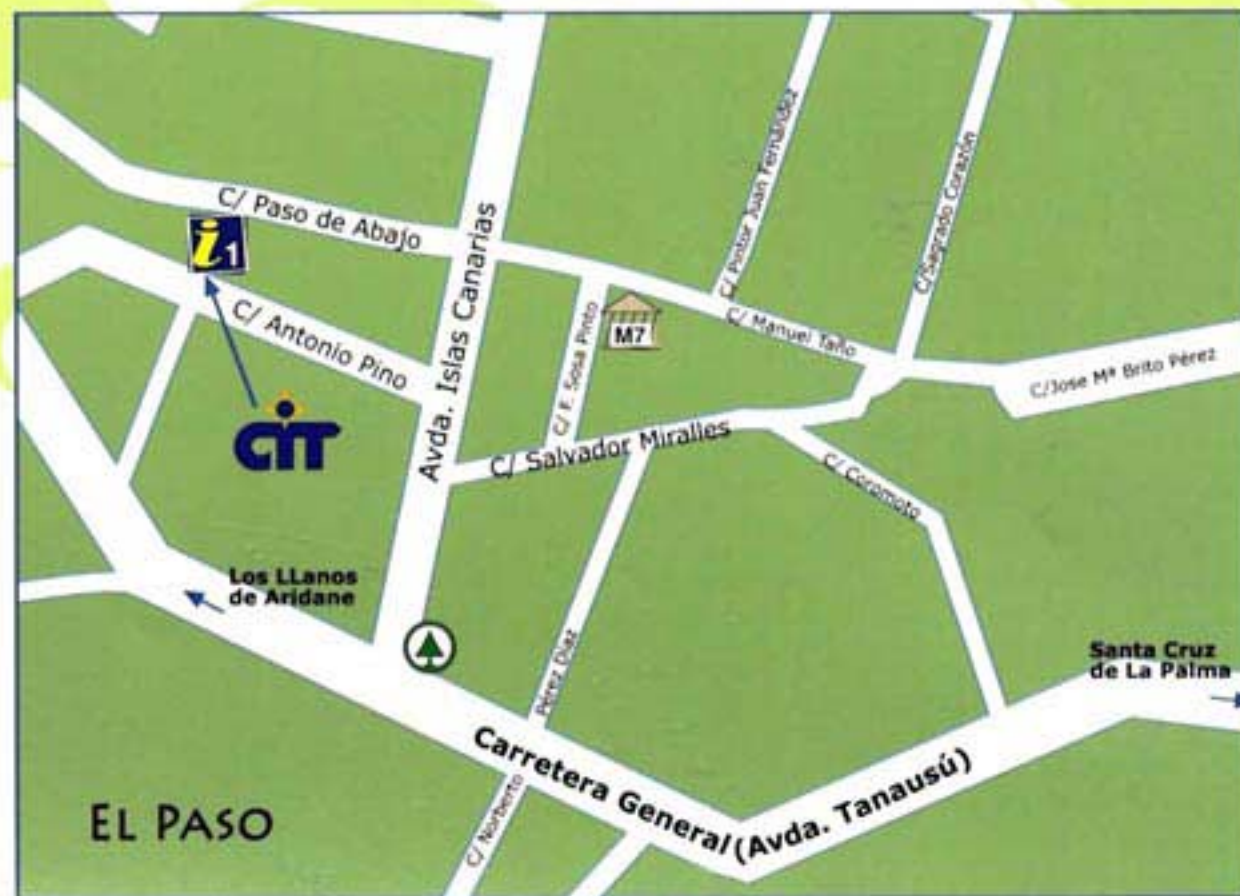 C/ Paso de Abajo
i1
C/ Antonio Pino
CIT
Avda. Islas Canarias
C/ F. Sosa Pinto
M7
C/ Pintor Juan Fernández
C/Sagrado Corazón
C/ Manuel Taño
C/Jose Mª Brito Pérez
C/ Salvador Miralles
C/ Coromoto
Los LLanos
de Aridane
Pérez Díaz
C/ Norberto
Santa Cruz
de La Palma
Carretera General(Avda. Tanausú)
EL PASO